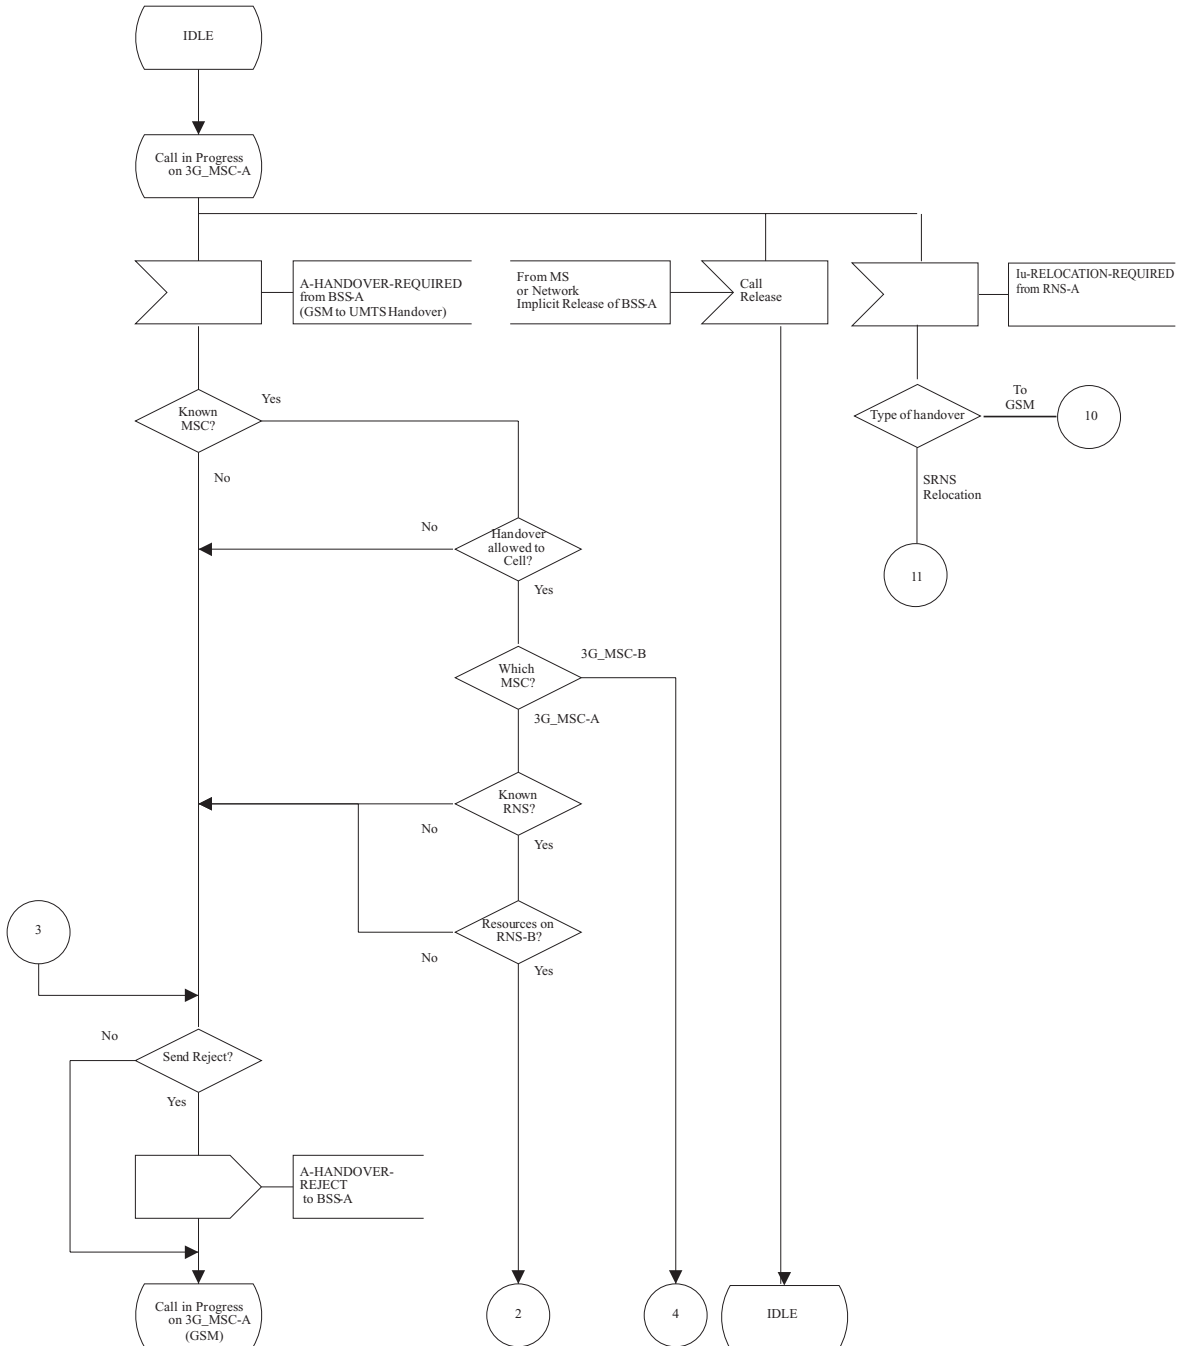 IDLE
Call in Progress
on 3G_MSC-A
A-HANDOVER-REQUIRED
from BSS-A
(GSM to UMTS Handover)
From MS
or Network
Implicit Release of BSS-A
Call
Release
Iu-RELOCATION-REQUIRED
from RNS-A
Known
MSC?
Yes
No
Type of handover
To
GSM
10
SRNS
Relocation
11
Handover
allowed to
Cell?
No
Yes
Which
MSC?
3G_MSC-B
3G_MSC-A
Known
RNS?
No
Yes
Resources on
RNS-B?
No
Yes
3
Send Reject?
No
Yes
A-HANDOVER-
REJECT
to BSS-A
Call in Progress
on 3G_MSC-A
(GSM)
2
4
IDLE